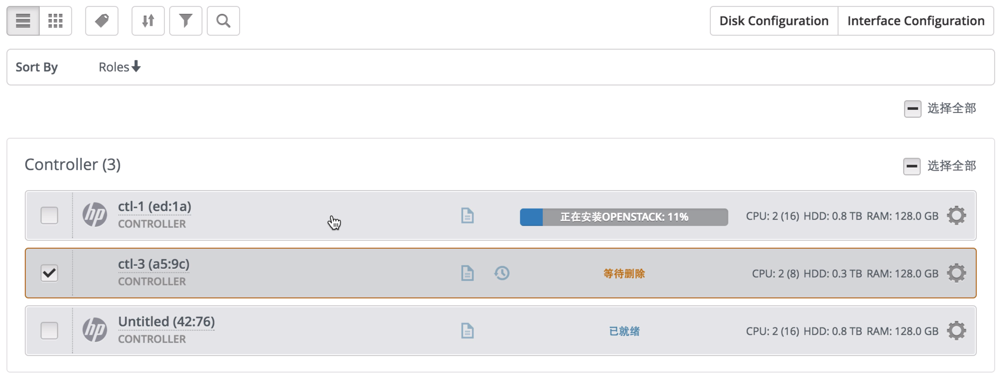 Disk Configuration Interface Configuration
Sort By Roles
选择全部
Controller (3) 选择全部
hp ctl-1 (ed:1a) 正在安装OPENSTACK: 11% CPU: 2 (16) HDD: 0.8 TB RAM: 128.0 GB
CONTROLLER
ctl-3 (a5:9c) 等待删除 CPU: 2 (8) HDD: 0.3 TB RAM: 128.0 GB
CONTROLLER
hp Untitled (42:76) 已就绪 CPU: 2 (16) HDD: 0.8 TB RAM: 128.0 GB
CONTROLLER